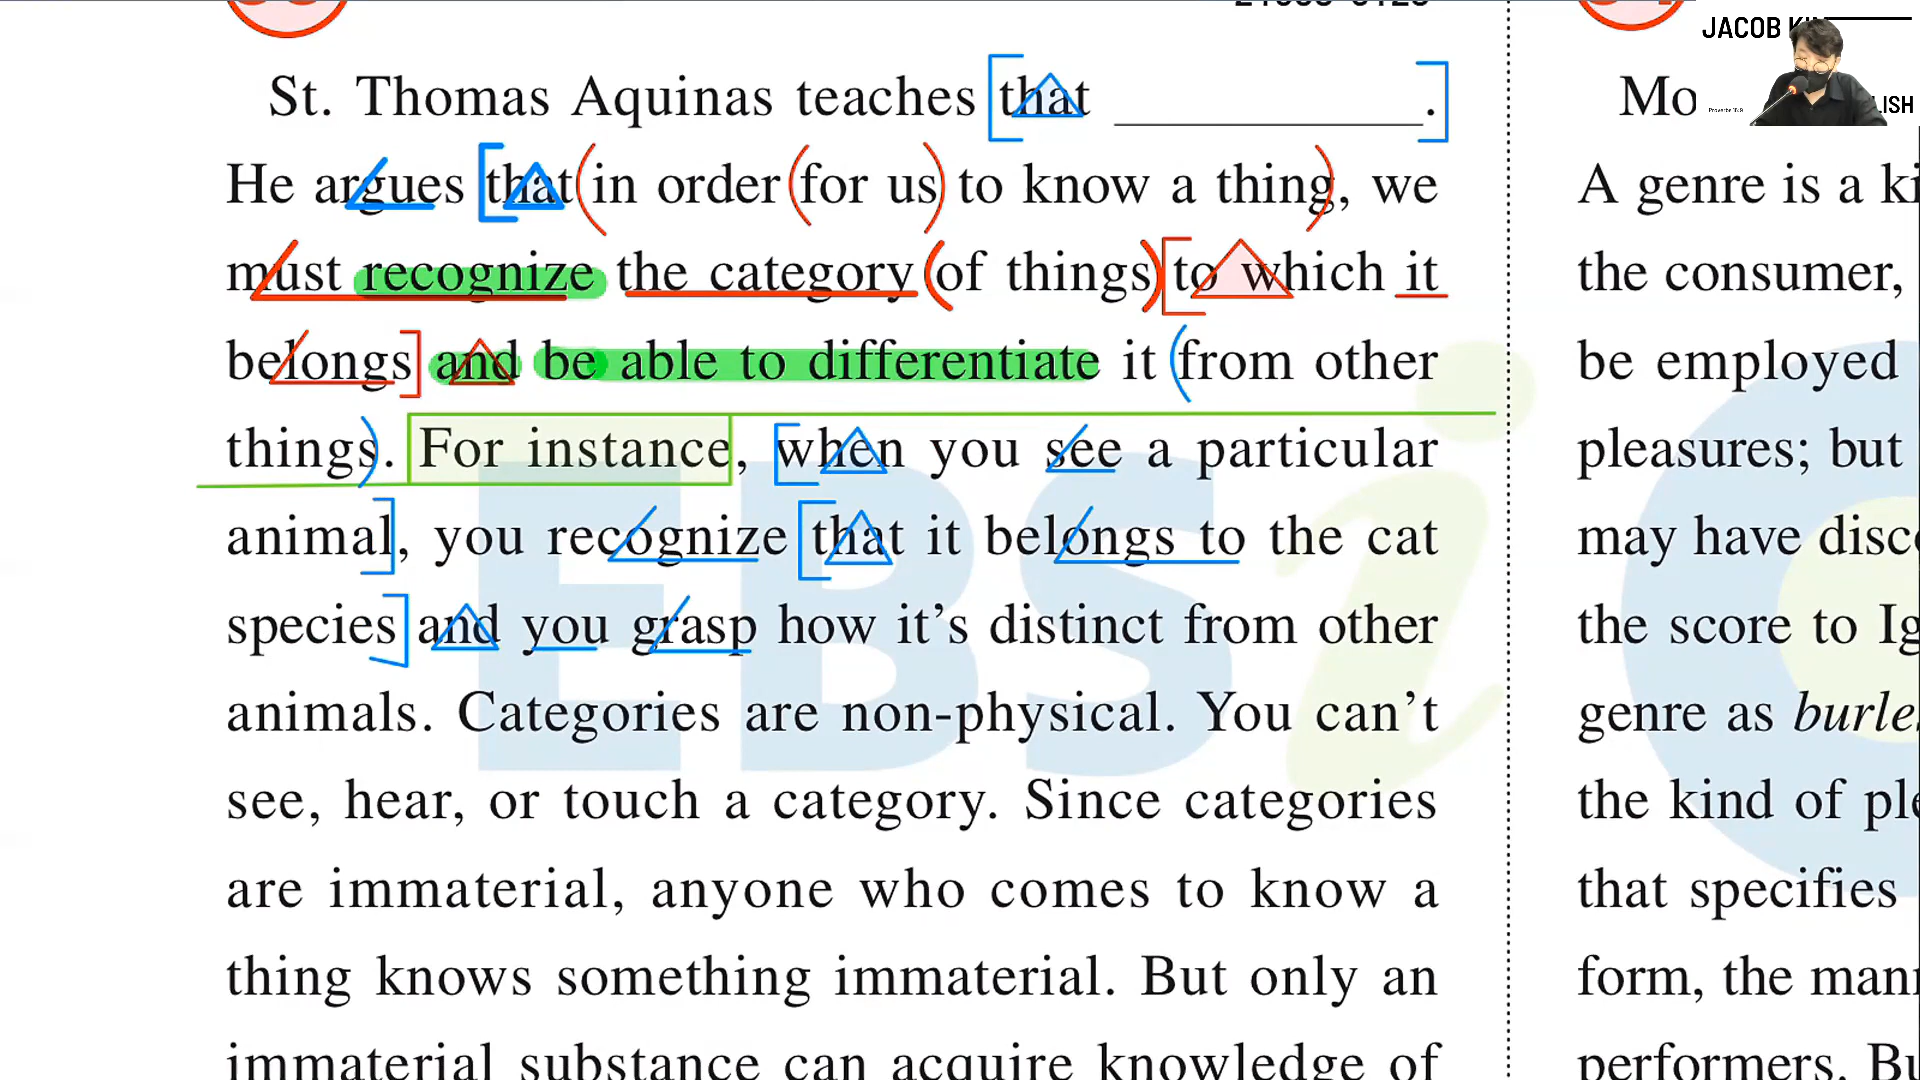 St. Thomas Aquinas teaches that ____________.
He argues that in order for us to know a thing, we
must recognize the category of things to which it
belongs and be able to differentiate it from other
things. For instance, when you see a particular
animal, you recognize that it belongs to the cat
species and you grasp how it's distinct from other
animals. Categories are non-physical. You can't
see, hear, or touch a category. Since categories
are immaterial, anyone who comes to know a
thing knows something immaterial. But only an
immaterial substance can acquire knowledge of
Mo
A genre is a ki
the consumer,
be employed
pleasures; but
may have disc
the score to Ig
genre as burle
the kind of ple
that specifies
form, the man
performers. Bu
JACOB
LISH
EBSi